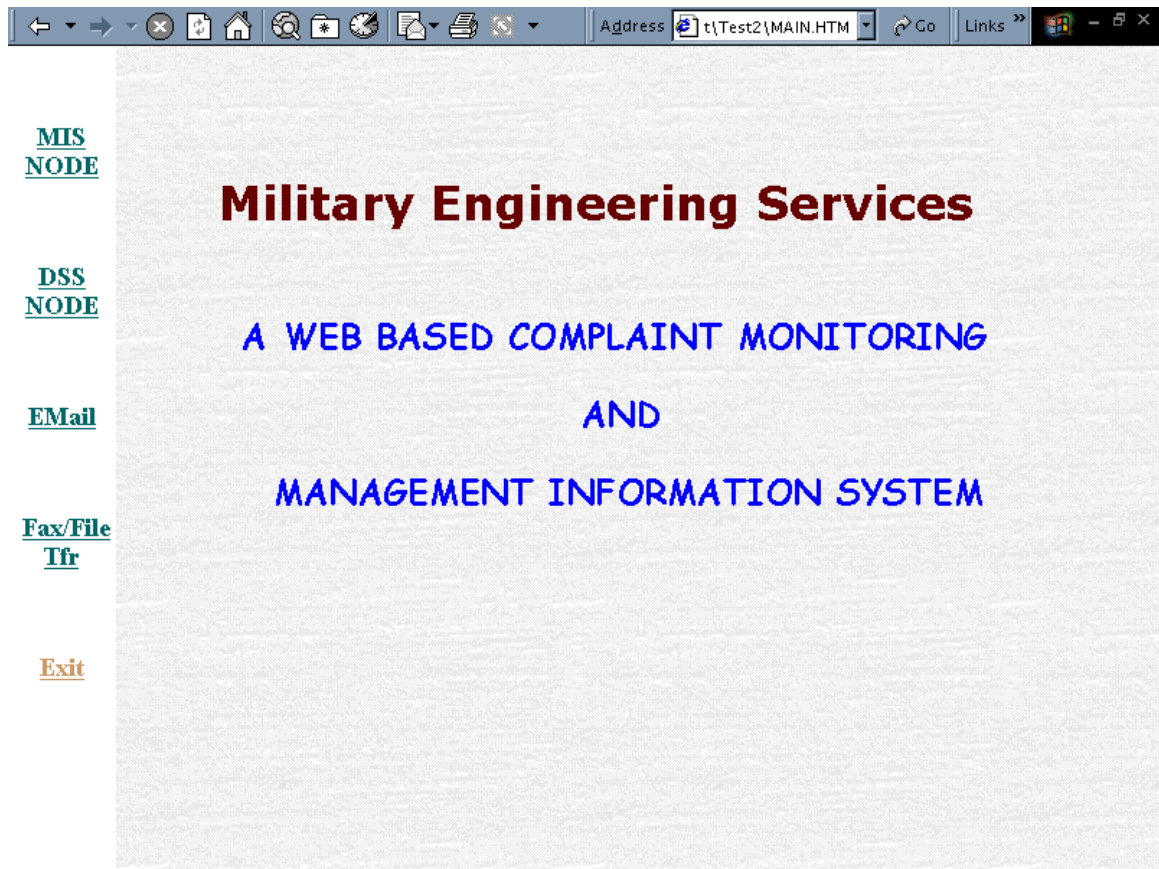 Address t\Test2\MAIN.HTM Go Links »
MIS
NODE
Military Engineering Services
DSS
NODE
A WEB BASED COMPLAINT MONITORING
EMail
AND
MANAGEMENT INFORMATION SYSTEM
Fax/File
Tfr
Exit